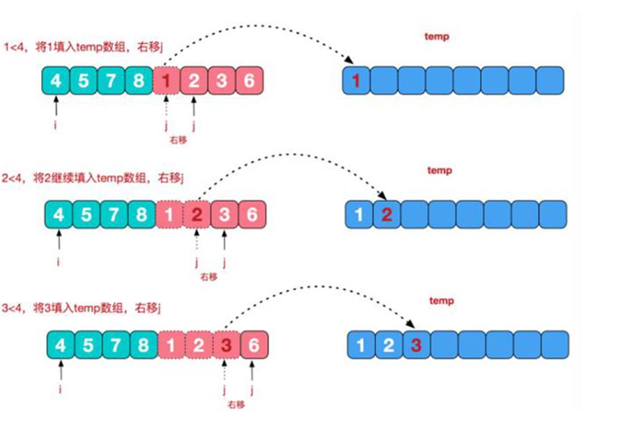 temp
1<4，将1填入temp数组，右移j
4 5 7 8 1 2 3 6
1
i j j
右移
temp
2<4，将2继续填入temp数组，右移j
4 5 7 8 1 2 3 6
1 2
i j j
右移
temp
3<4，将3填入temp数组，右移j
4 5 7 8 1 2 3 6
1 2 3
i j j
右移